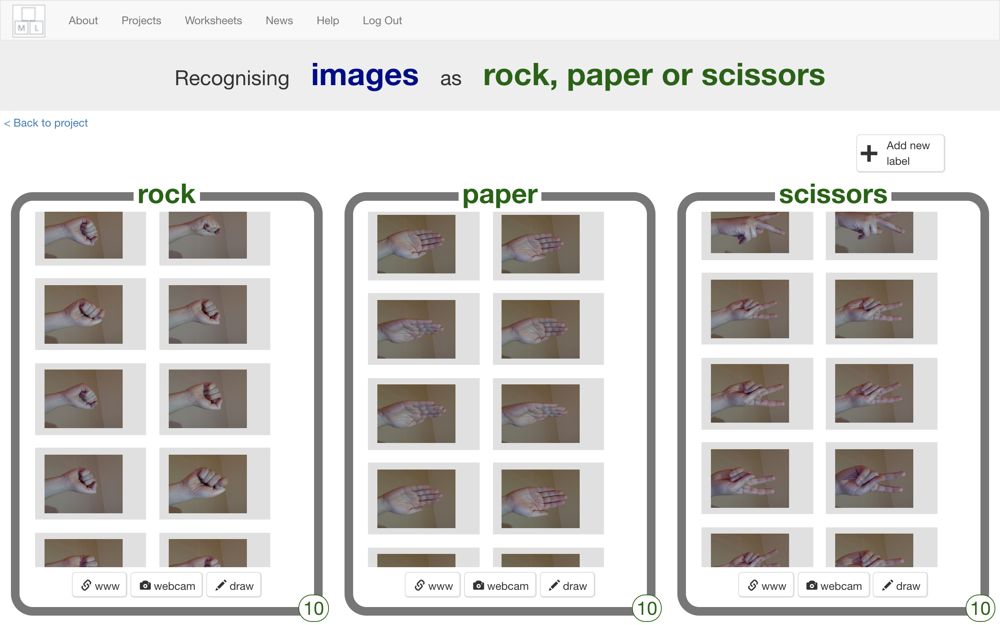 M L
About Projects Worksheets News Help Log Out
Recognising images as rock, paper or scissors
< Back to project
Add new
label
rock
www webcam draw
10
paper
www webcam draw
10
scissors
www webcam draw
10